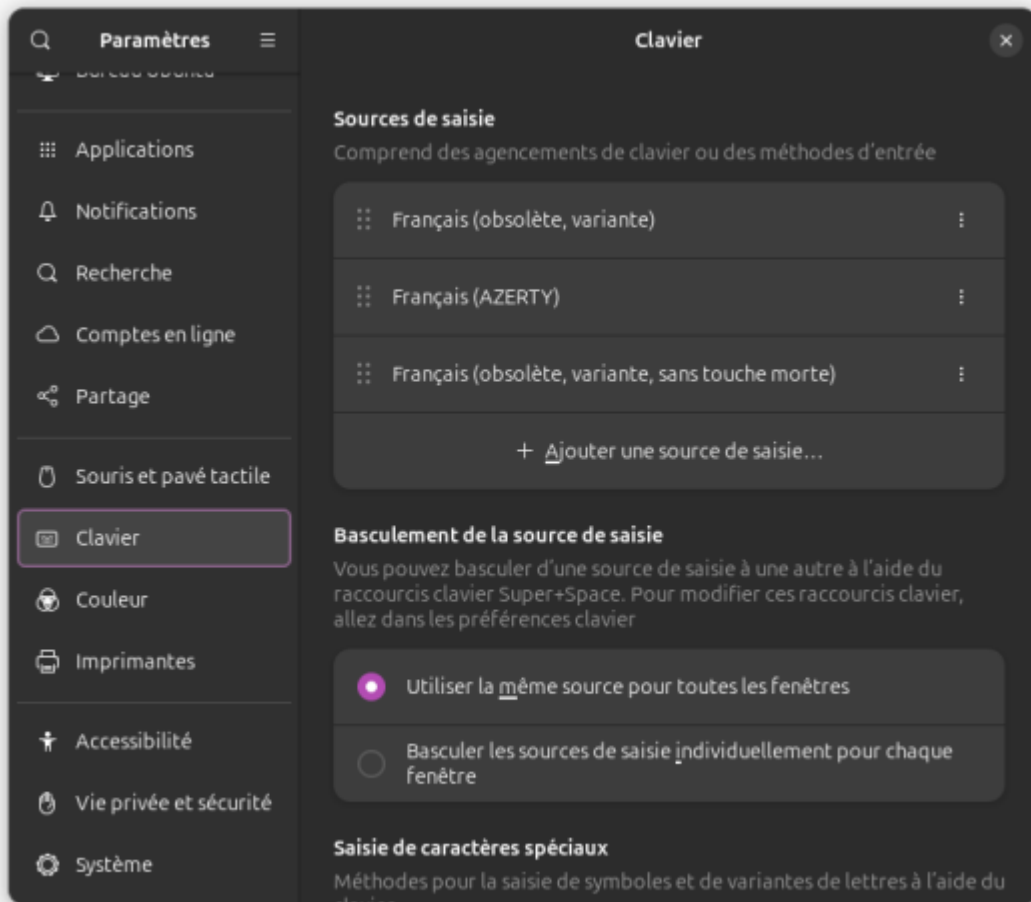 Paramètres
Clavier
Bureau Ubuntu
Applications
Notifications
Recherche
Comptes en ligne
Partage
Souris et pavé tactile
Clavier
Couleur
Imprimantes
Accessibilité
Vie privée et sécurité
Système
Sources de saisie
Comprend des agencements de clavier ou des méthodes d'entrée
Français (obsolète, variante)
Français (AZERTY)
Français (obsolète, variante, sans touche morte)
+ Ajouter une source de saisie…
Basculement de la source de saisie
Vous pouvez basculer d'une source de saisie à une autre à l'aide du
raccourcis clavier Super+Space. Pour modifier ces raccourcis clavier,
allez dans les préférences clavier
Utiliser la même source pour toutes les fenêtres
Basculer les sources de saisie individuellement pour chaque
fenêtre
Saisie de caractères spéciaux
Méthodes pour la saisie de symboles et de variantes de lettres à l'aide du